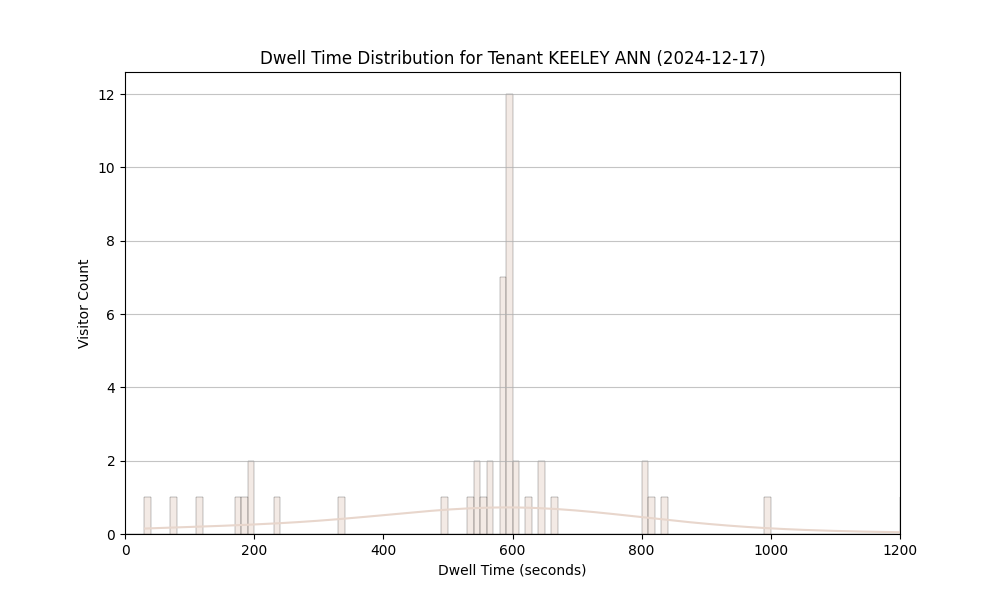 Dwell Time Distribution for Tenant KEELEY ANN (2024-12-17)
Visitor Count
12
10
8
6
4
2
0
0 200 400 600 800 1000 1200
Dwell Time (seconds)